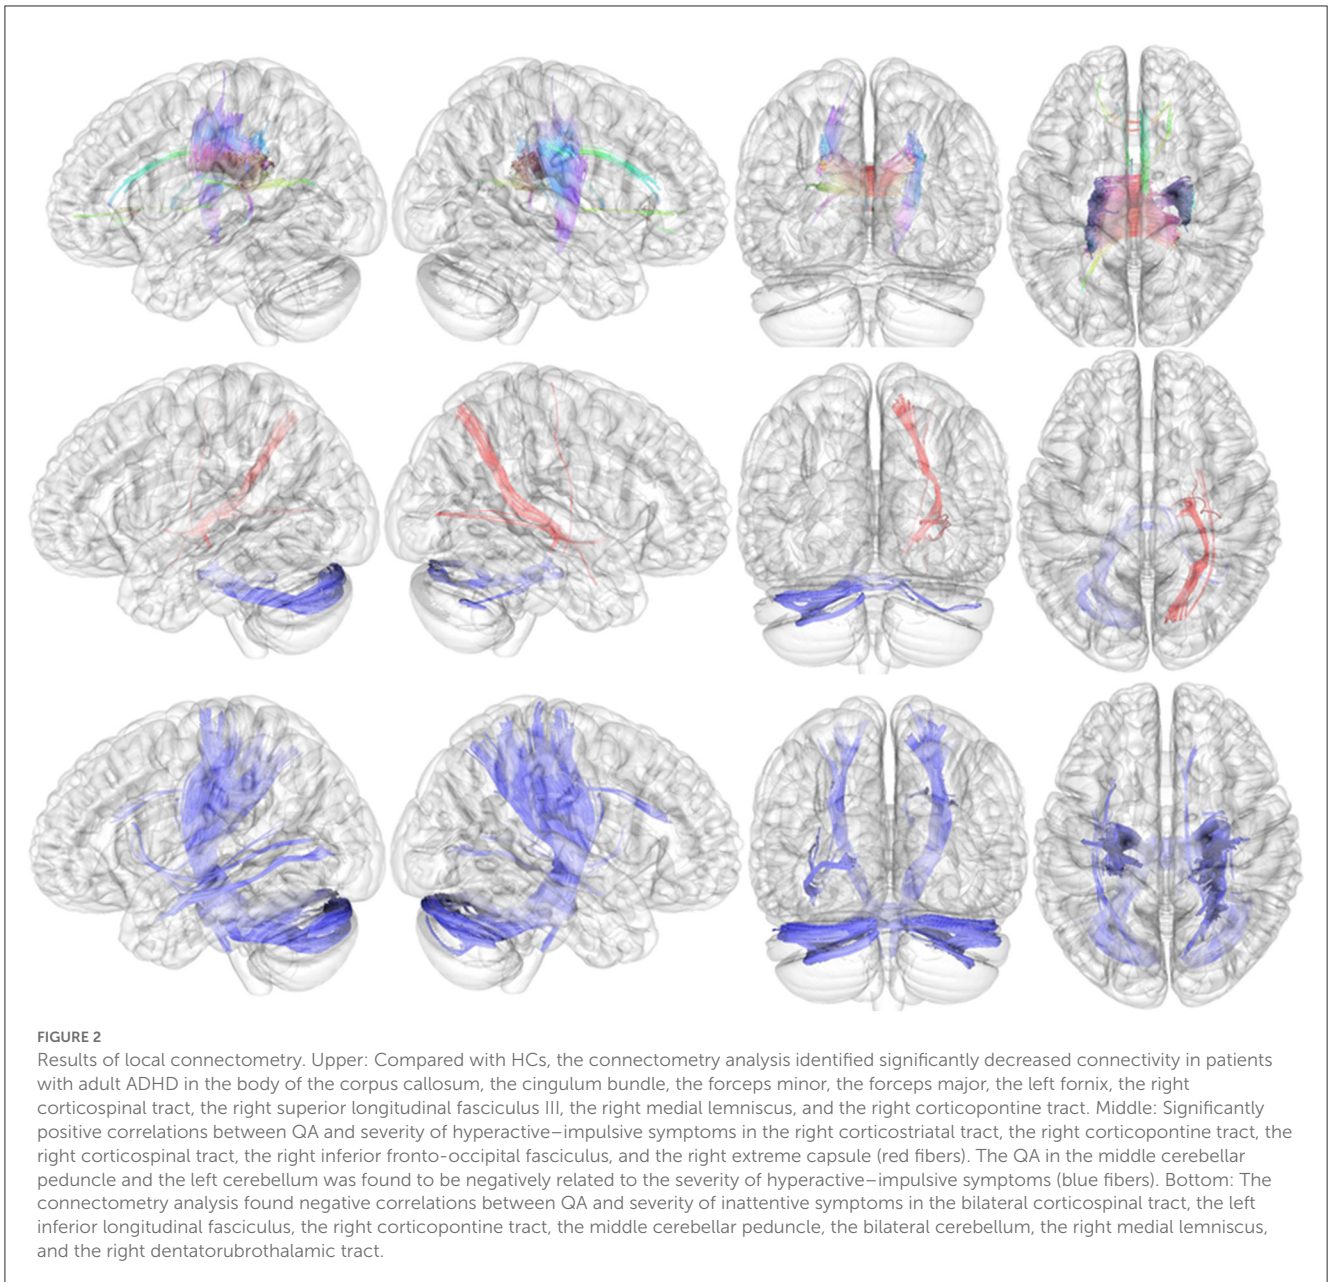 FIGURE 2
Results of local connectometry. Upper: Compared with HCs, the connectometry analysis identified significantly decreased connectivity in patients
with adult ADHD in the body of the corpus callosum, the cingulum bundle, the forceps minor, the forceps major, the left fornix, the right
corticospinal tract, the right superior longitudinal fasciculus III, the right medial lemniscus, and the right corticopontine tract. Middle: Significantly
positive correlations between QA and severity of hyperactive–impulsive symptoms in the right corticostriatal tract, the right corticopontine tract, the
right corticospinal tract, the right inferior fronto-occipital fasciculus, and the right extreme capsule (red fibers). The QA in the middle cerebellar
peduncle and the left cerebellum was found to be negatively related to the severity of hyperactive–impulsive symptoms (blue fibers). Bottom: The
connectometry analysis found negative correlations between QA and severity of inattentive symptoms in the bilateral corticospinal tract, the left
inferior longitudinal fasciculus, the right corticopontine tract, the middle cerebellar peduncle, the bilateral cerebellum, the right medial lemniscus,
and the right dentatorubrothalamic tract.